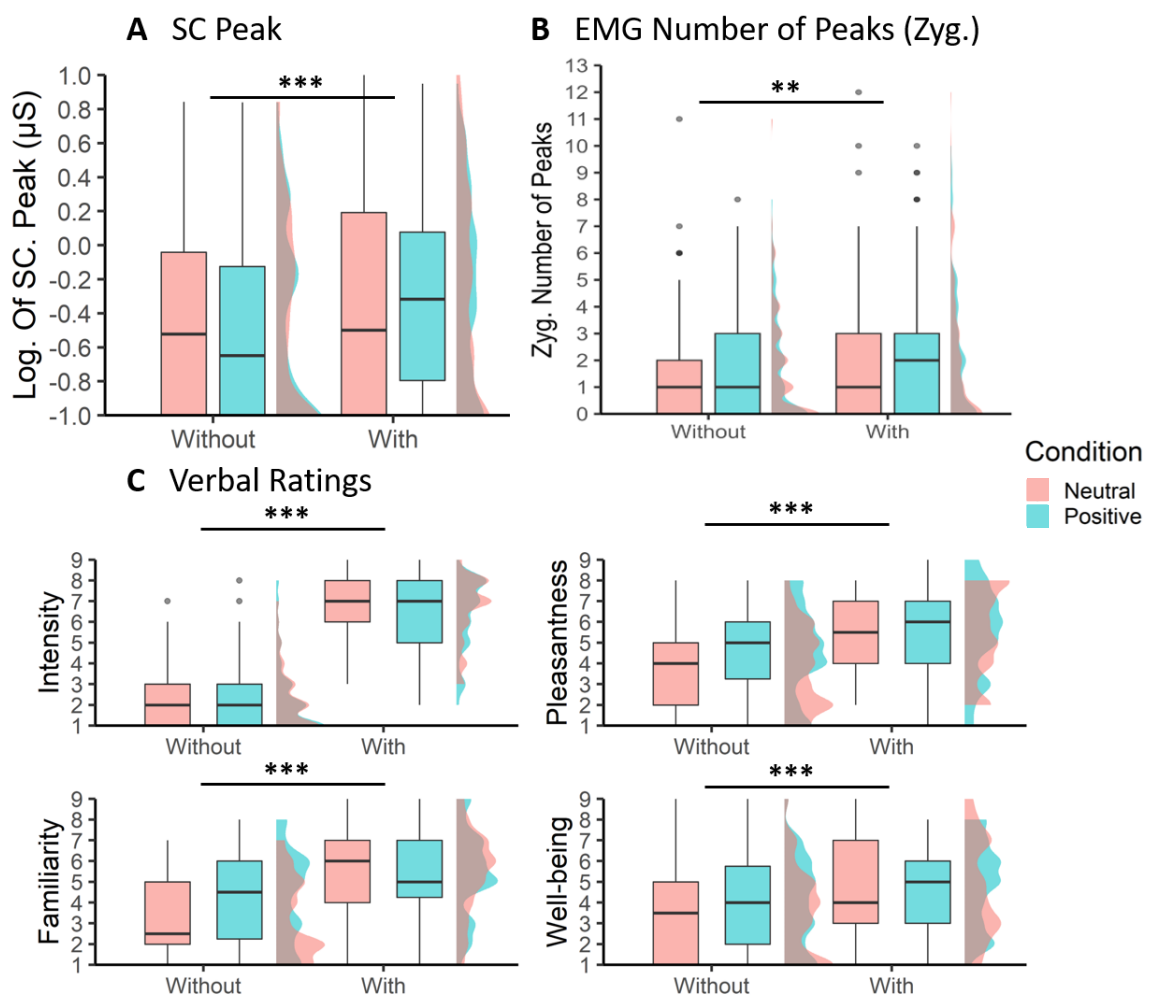 A SC Peak
B EMG Number of Peaks (Zyg.)
Log. Of SC. Peak (µS)
1.0
0.8
0.6
0.4
0.2
0.0
-0.2
-0.4
-0.6
-0.8
-1.0
***
Without
With
Zyg. Number of Peaks
13
12
11
10
9
8
7
6
5
4
3
2
1
0
**
Without
With
Condition
Neutral
Positive
C Verbal Ratings
***
Intensity
9
8
7
6
5
4
3
2
1
Without
With
***
Pleasantness
9
8
7
6
5
4
3
2
1
Without
With
***
Familiarity
9
8
7
6
5
4
3
2
1
Without
With
***
Well-being
9
8
7
6
5
4
3
2
1
Without
With